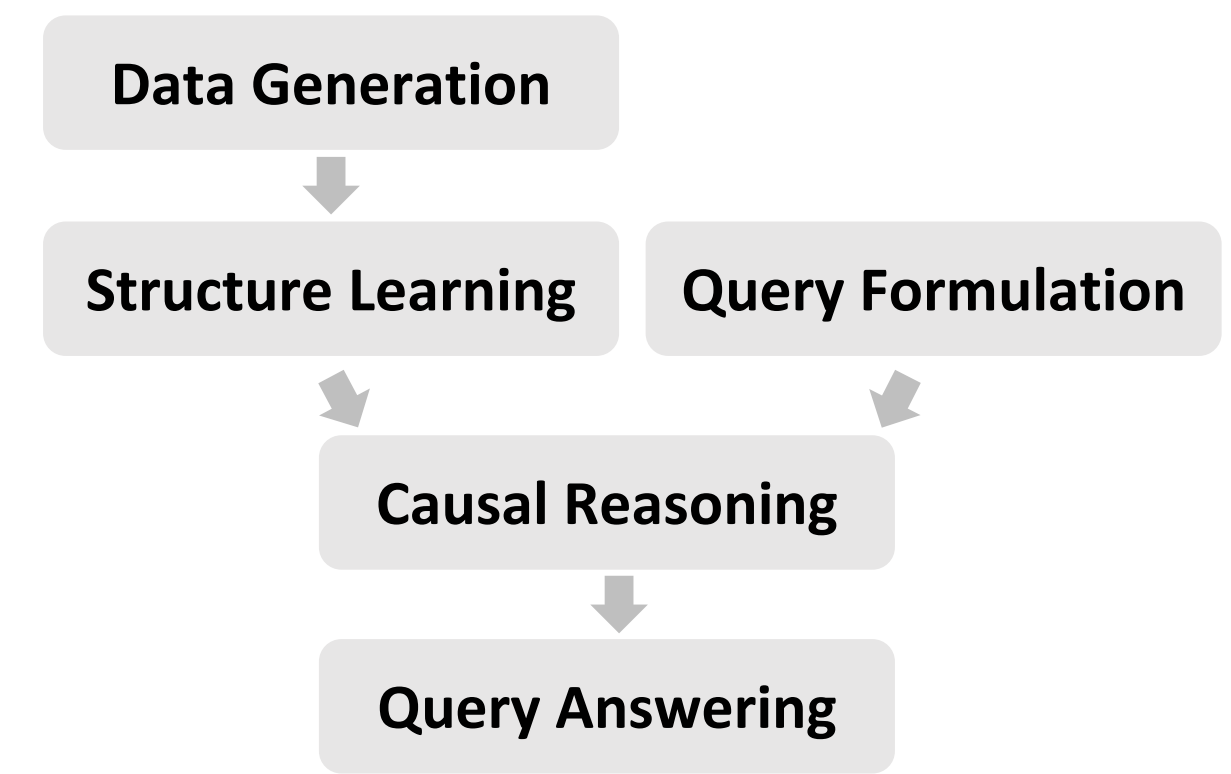 Data Generation
Structure Learning
Query Formulation
Causal Reasoning
Query Answering